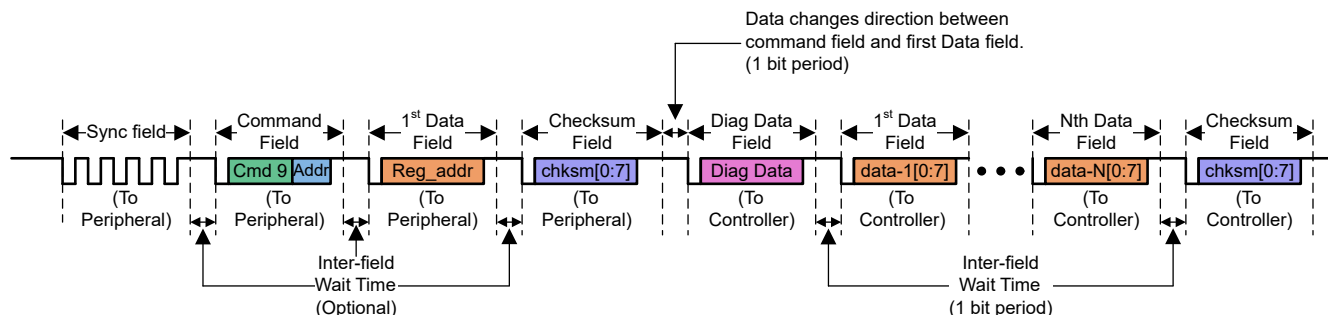 Data changes direction between
command field and first Data field.
(1 bit period)
Sync field
Command
Field
1st Data
Field
Checksum
Field
Diag Data
Field
1st Data
Field
Nth Data
Field
Checksum
Field
Cmd 9 Addr
Reg_addr
chksm[0:7]
Diag Data
data-1[0:7]
data-N[0:7]
chksm[0:7]
(To
Peripheral)
(To
Peripheral)
(To
Peripheral)
(To
Peripheral)
(To
Controller)
(To
Controller)
(To
Controller)
(To
Controller)
Inter-field
Wait Time
(Optional)
Inter-field
Wait Time
(1 bit period)